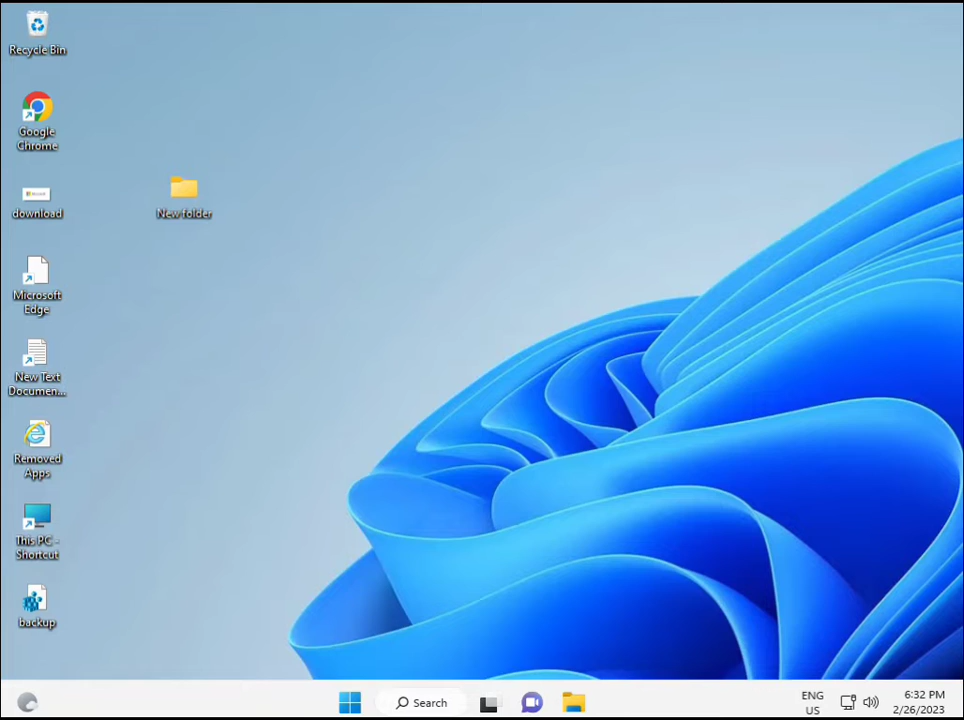 Recycle Bin
Google
Chrome
download
New folder
Microsoft
Edge
New Text
Documen...
Removed
Apps
This PC -
Shortcut
backup
Search
ENG
US
6:32 PM
2/26/2023